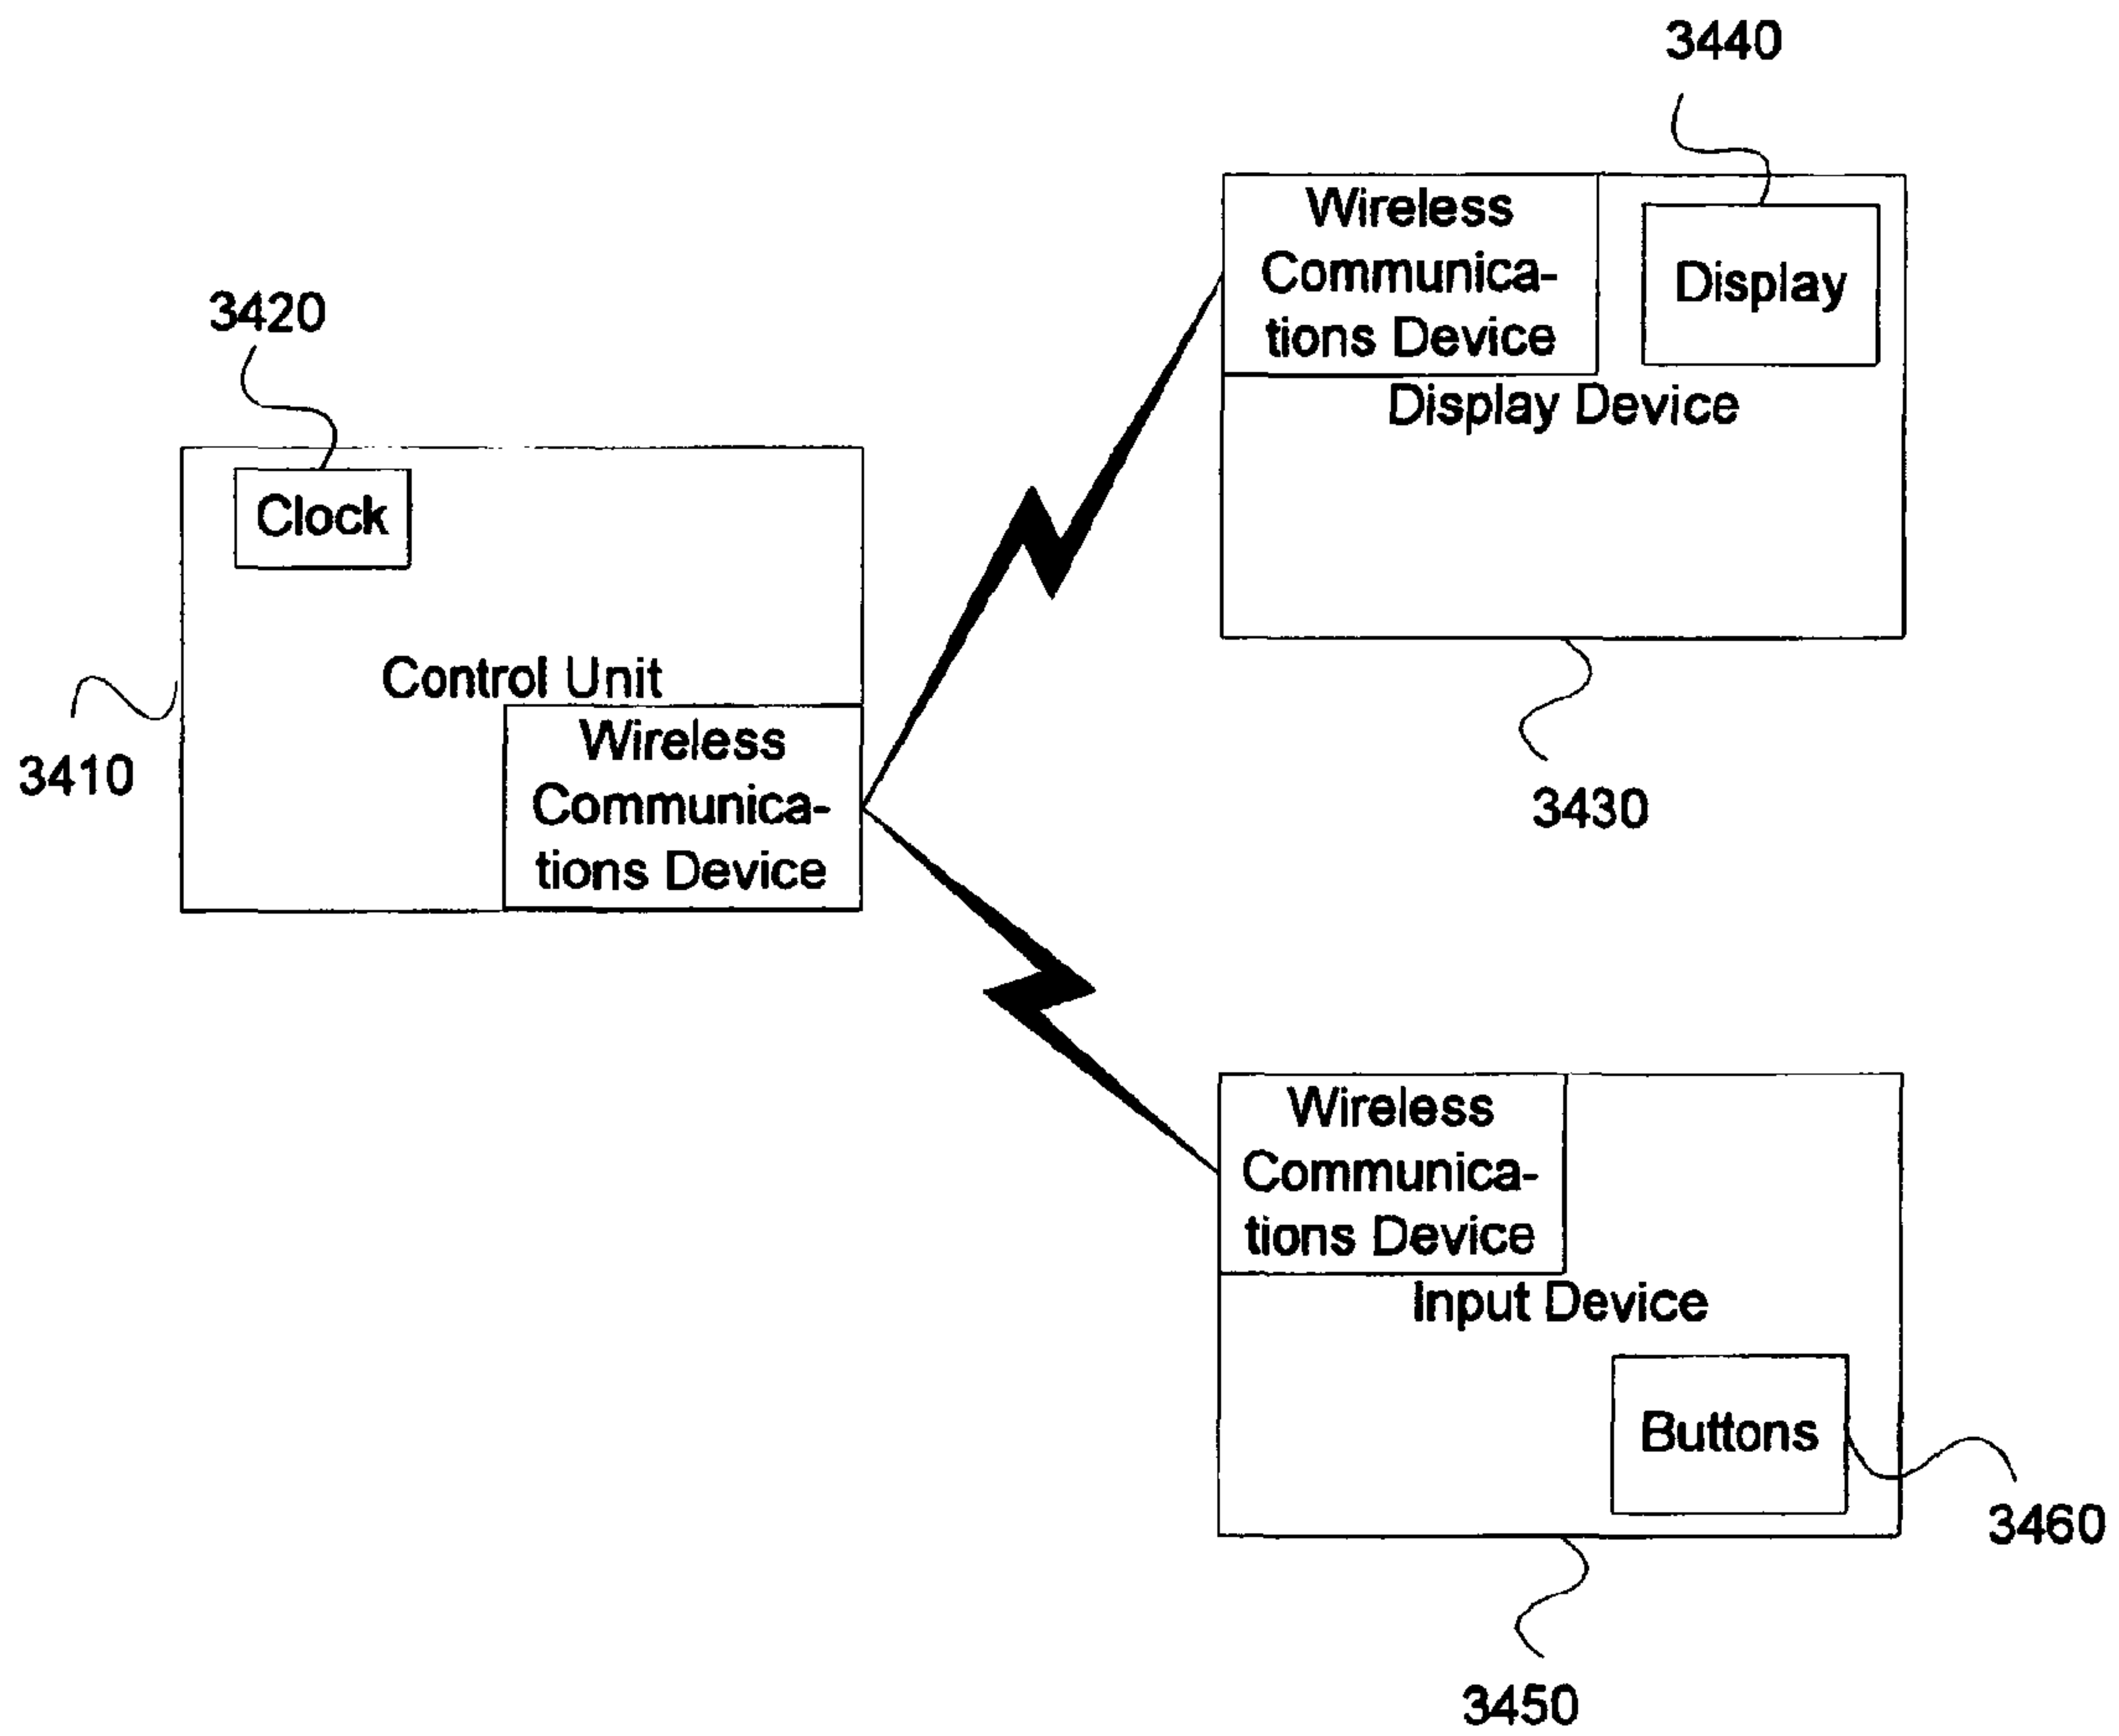 3440
Wireless
Communica-
tions Device
Display
Display Device
3420
Clock
Control Unit
Wireless
Communica-
tions Device
3410
3430
Wireless
Communica-
tions Device
Input Device
Buttons
3460
3450